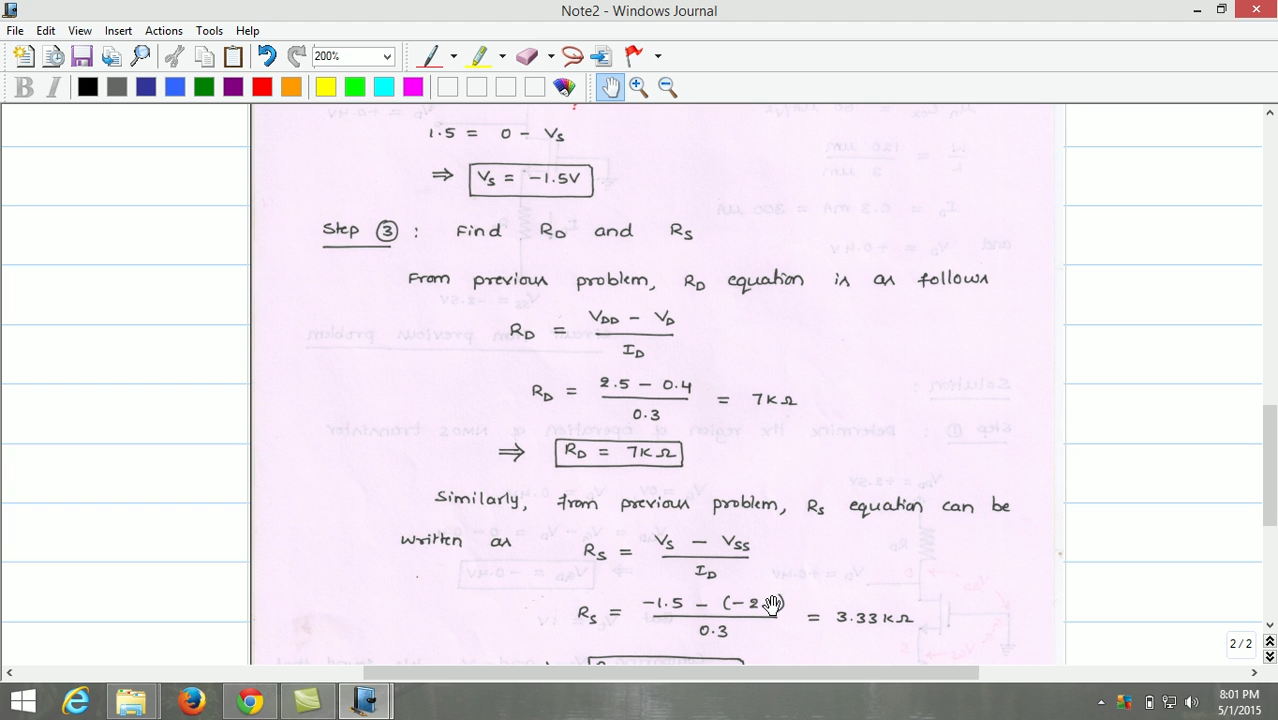 Note2 - Windows Journal
File Edit View Insert Actions Tools Help
200%
B I
1.5 = 0 - VS
⇒ VS = -1.5V
Step ③ : Find RD and RS
From previous problem, RD equation is as follows
RD = VDD - VD
ID
RD = 2.5 - 0.4 = 7KΩ
0.3
⇒ RD = 7KΩ
Similarly, from previous problem, RS equation can be
written as RS = VS - VSS
ID
RS = -1.5 - (-2 ) = 3.33KΩ
0.3
2/2
8:01 PM
5/1/2015